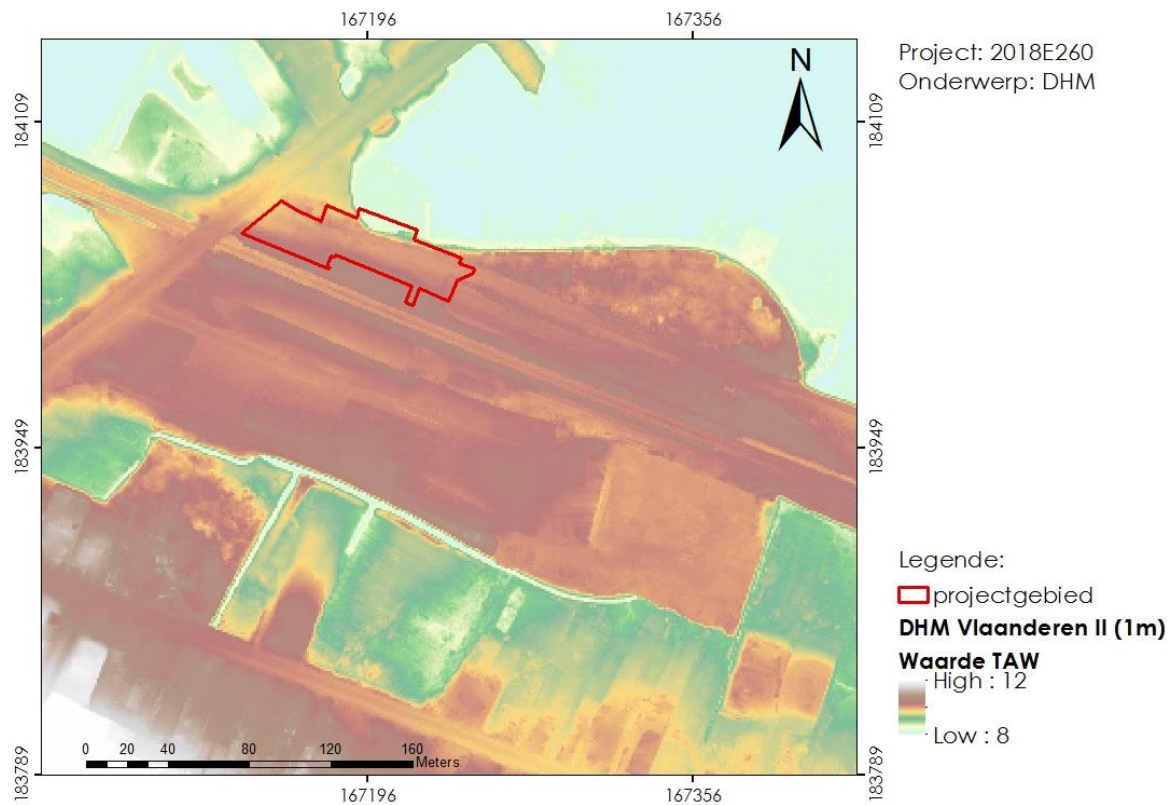 167196
167356
Project: 2018E260
Onderwerp: DHM
N
184109
184109
183949
183949
Legende:
projectgebied
DHM Vlaanderen II (1m)
Waarde TAW
High : 12
Low : 8
0 20 40 80 120 160
Meters
183789
183789
167196
167356